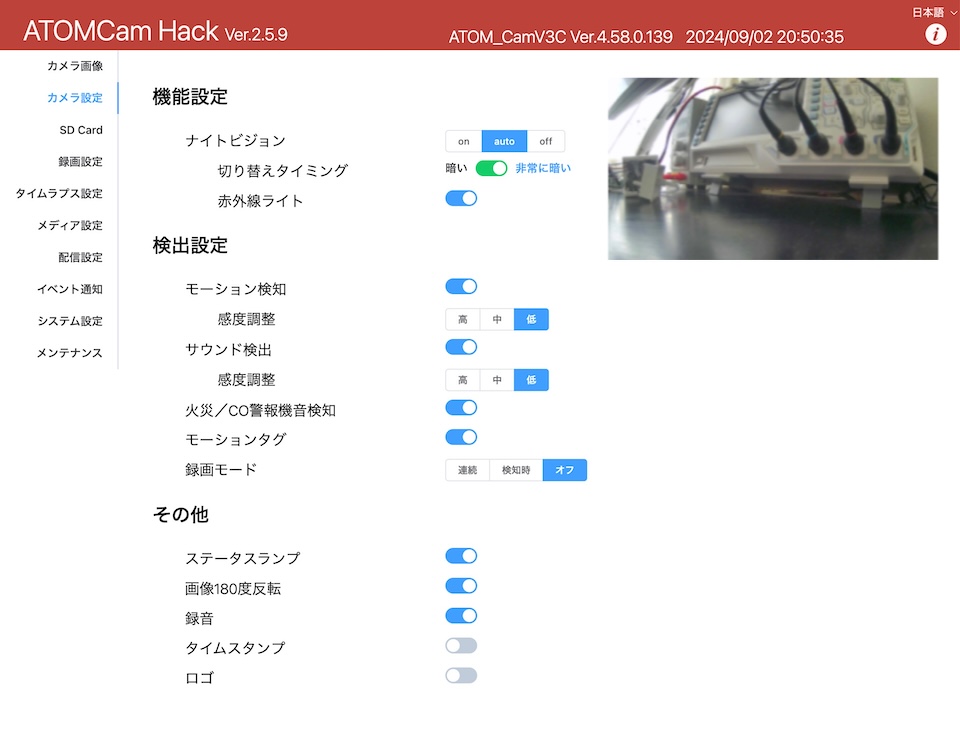 日本語
ATOMCam Hack Ver.2.5.9
ATOM_CamV3C Ver.4.58.0.139 2024/09/02 20:50:35
i
カメラ画像
カメラ設定
SD Card
録画設定
タイムラプス設定
メディア設定
配信設定
イベント通知
システム設定
メンテナンス
機能設定
ナイトビジョン on auto off
切り替えタイミング 暗い 非常に暗い
赤外線ライト
検出設定
モーション検知
感度調整 高 中 低
サウンド検出
感度調整 高 中 低
火災／CO警報機音検知
モーションタグ
録画モード 連続 検知時 オフ
その他
ステータスランプ
画像180度反転
録音
タイムスタンプ
ロゴ